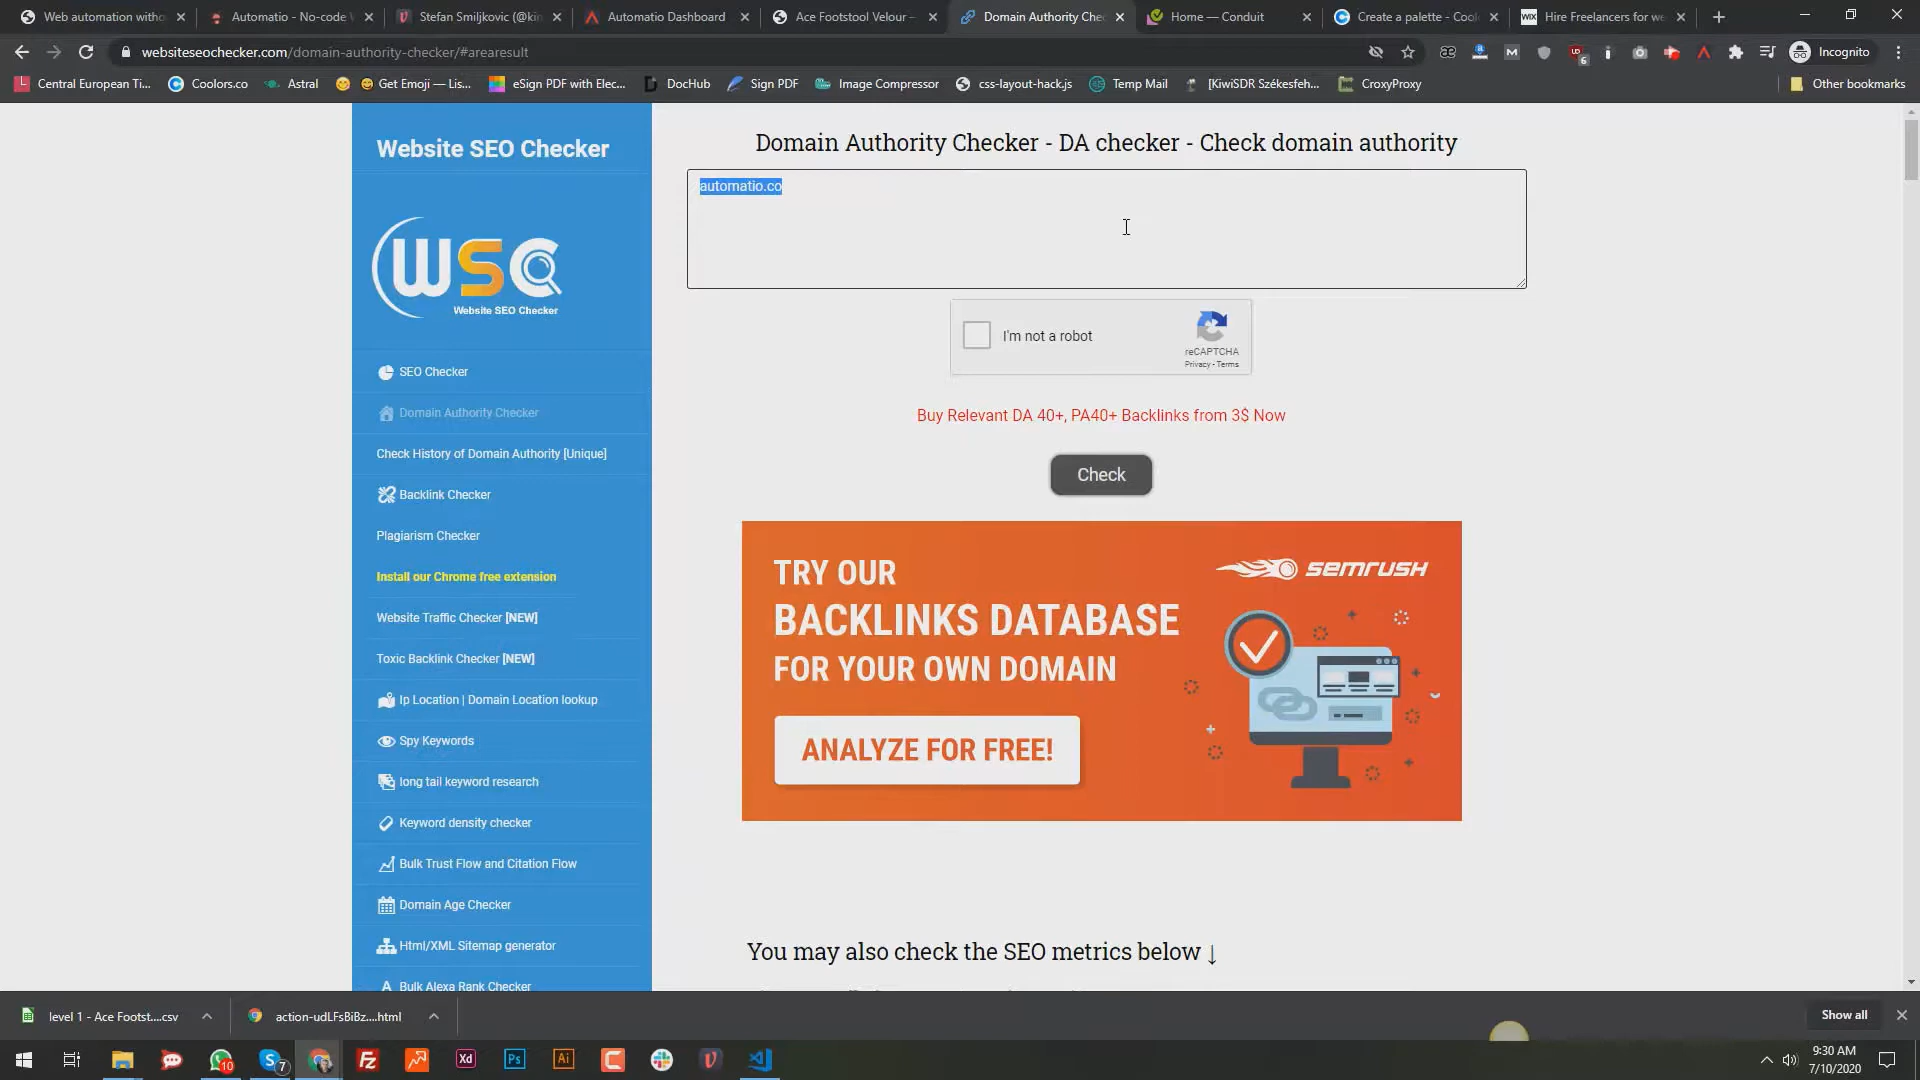 Web automation witho
Automatio - No-code
Stefan Smiljkovic (@kin
Automatio Dashboard
Ace Footstool Velour –
Domain Authority Chec
Home — Conduit
Create a palette - Cool
WIX
Hire Freelancers for we
websiteseochecker.com/domain-authority-checker/#arearesult
Incognito
Central European Ti...
Coolors.co
Astral
Get Emoji — Lis...
eSign PDF with Elec...
DocHub
Sign PDF
Image Compressor
css-layout-hack.js
Temp Mail
[KiwiSDR Székesfeh...
CroxyProxy
Other bookmarks
Website SEO Checker
WSC
Website SEO Checker
SEO Checker
Domain Authority Checker
Check History of Domain Authority [Unique]
Backlink Checker
Plagiarism Checker
Install our Chrome free extension
Website Traffic Checker [NEW]
Toxic Backlink Checker [NEW]
Ip Location | Domain Location lookup
Spy Keywords
long tail keyword research
Keyword density checker
Bulk Trust Flow and Citation Flow
Domain Age Checker
Html/XML Sitemap generator
Bulk Alexa Rank Checker
Domain Authority Checker - DA checker - Check domain authority
automatio.co
I'm not a robot
reCAPTCHA
Privacy - Terms
Buy Relevant DA 40+, PA40+ Backlinks from 3$ Now
Check
TRY OUR
BACKLINKS DATABASE
FOR YOUR OWN DOMAIN
ANALYZE FOR FREE!
SEMRUSH
You may also check the SEO metrics below ↓
level 1 - Ace Footst....csv
action-udLFsBiBz....html
Show all
10
7
Xd
Ps
Ai
9:30 AM
7/10/2020